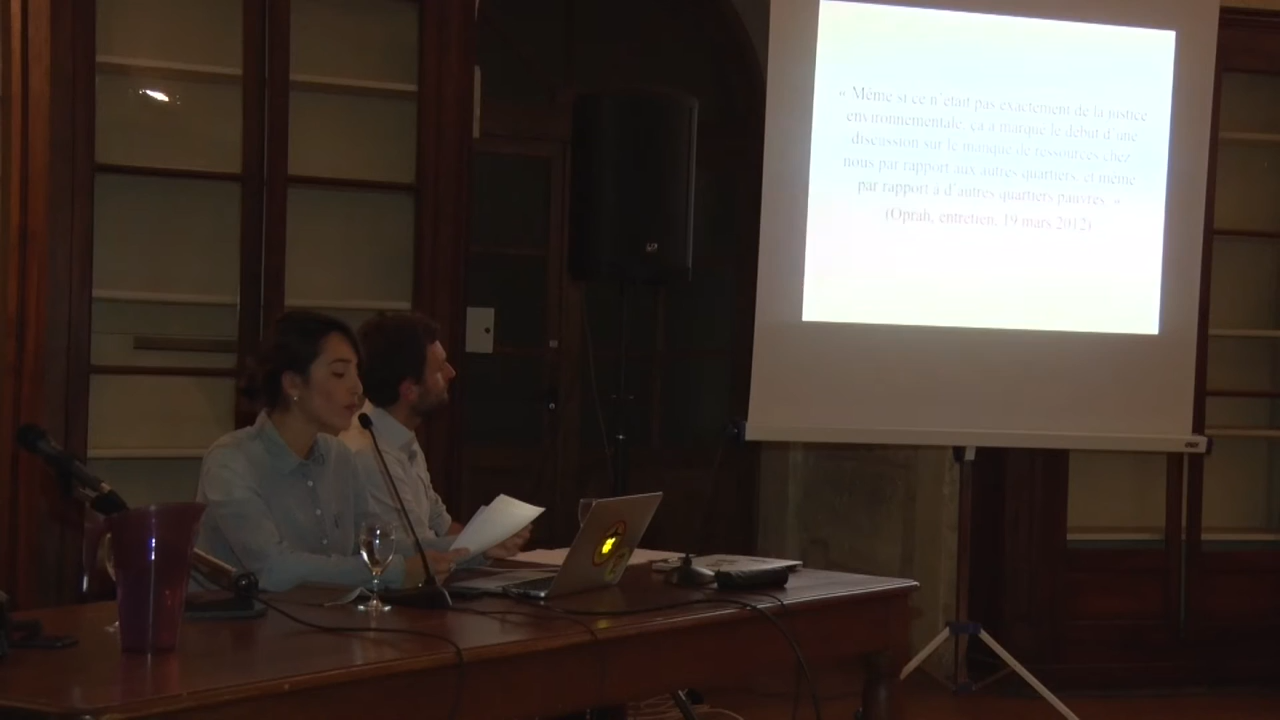 « Même si ce n'était pas exactement de la justice
environnementale, ça a marqué le début d'une
discussion sur le manque de ressources chez
nous par rapport aux autres quartiers, et même
par rapport à d'autres quartiers pauvres. «
(Oprah, entretien, 19 mars 2012)